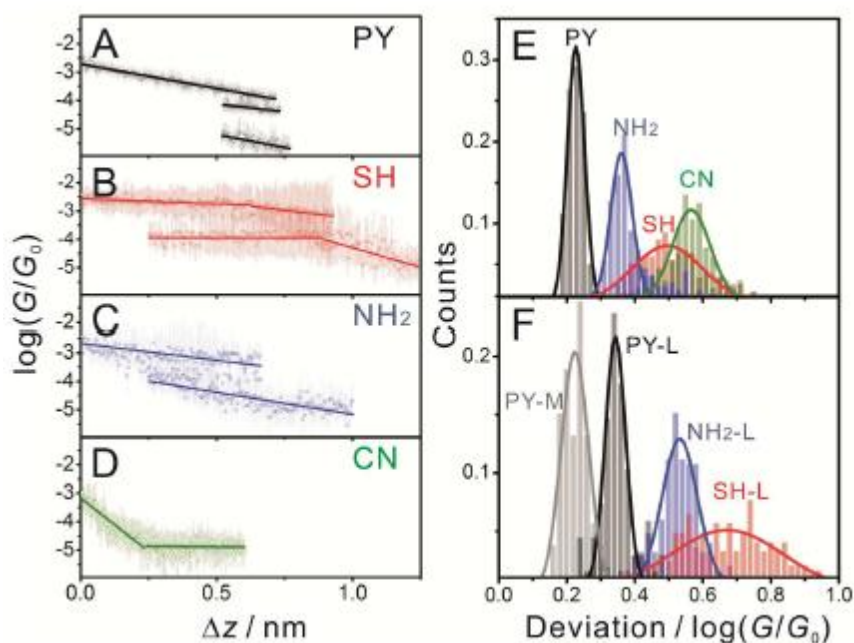 A PY
-2
-3
-4
-5
B SH
-2
-3
-4
-5
C NH2
-2
-3
-4
-5
D CN
-2
-3
-4
-5
log(G/G0)
0.0 0.5 1.0
Δz / nm
E PY
NH2
CN
SH
0.3
0.2
0.1
Counts
F PY-L
PY-M
NH2-L
SH-L
0.2
0.1
0.0 0.2 0.4 0.6 0.8 1.0
Deviation / log(G/G0)